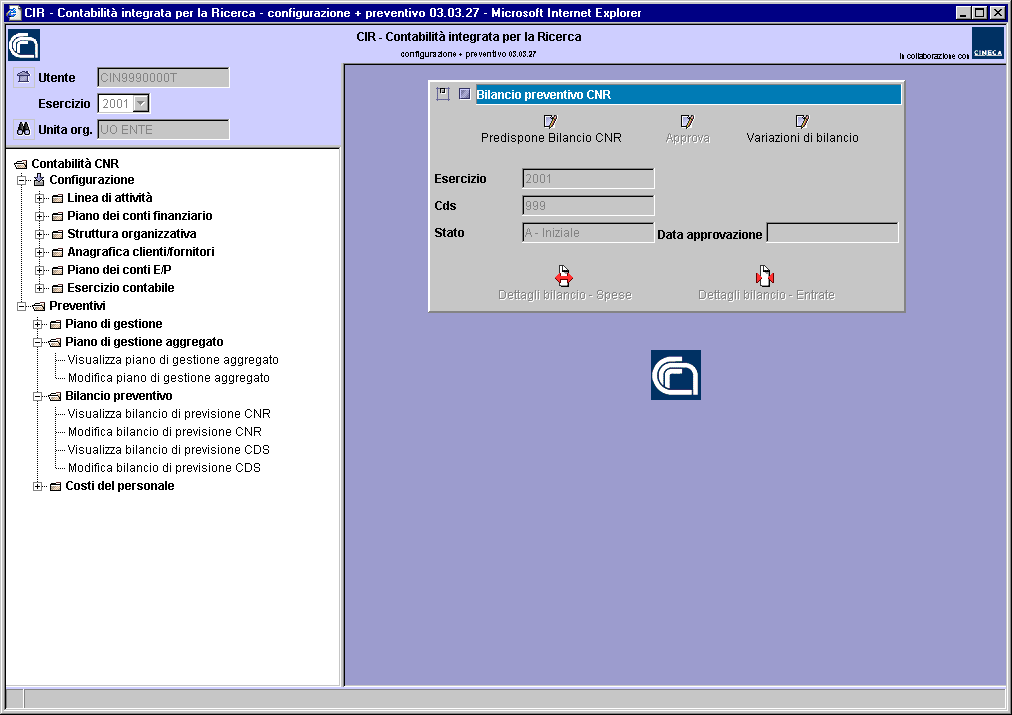 CIR - Contabilità integrata per la Ricerca - configurazione + preventivo 03.03.27 - Microsoft Internet Explorer
CIR - Contabilità integrata per la Ricerca
configurazione + preventivo 03.03.27
In collaborazione con
CINECA
Utente CIN9990000T
Esercizio 2001
Unita org. UO ENTE
Contabilità CNR
Configurazione
Linea di attività
Piano dei conti finanziario
Struttura organizzativa
Anagrafica clienti/fornitori
Piano dei conti E/P
Esercizio contabile
Preventivi
Piano di gestione
Piano di gestione aggregato
Visualizza piano di gestione aggregato
Modifica piano di gestione aggregato
Bilancio preventivo
Visualizza bilancio di previsione CNR
Modifica bilancio di previsione CNR
Visualizza bilancio di previsione CDS
Modifica bilancio di previsione CDS
Costi del personale
Bilancio preventivo CNR
Predispone Bilancio CNR Approva Variazioni di bilancio
Esercizio 2001
Cds 999
Stato A - Iniziale Data approvazione
Dettagli bilancio - Spese Dettagli bilancio - Entrate